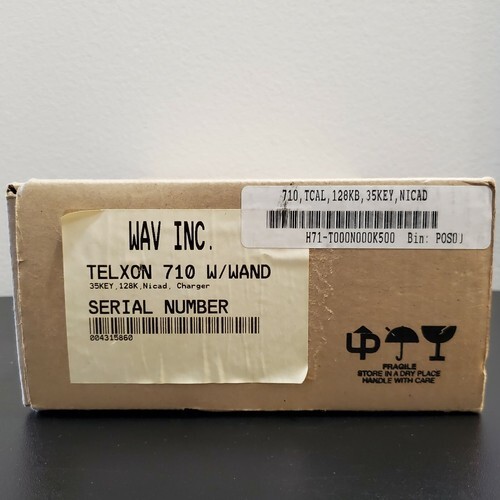 710,TCAL,128KB,35KEY,NICAD
H71-T000N000K500 Bin: POS0J
WAV INC.
TELXON 710 W/WAND
35KEY,128K,Nicad, Charger
SERIAL NUMBER
004315860
UP
FRAGILE
STORE IN A DRY PLACE
HANDLE WITH CARE